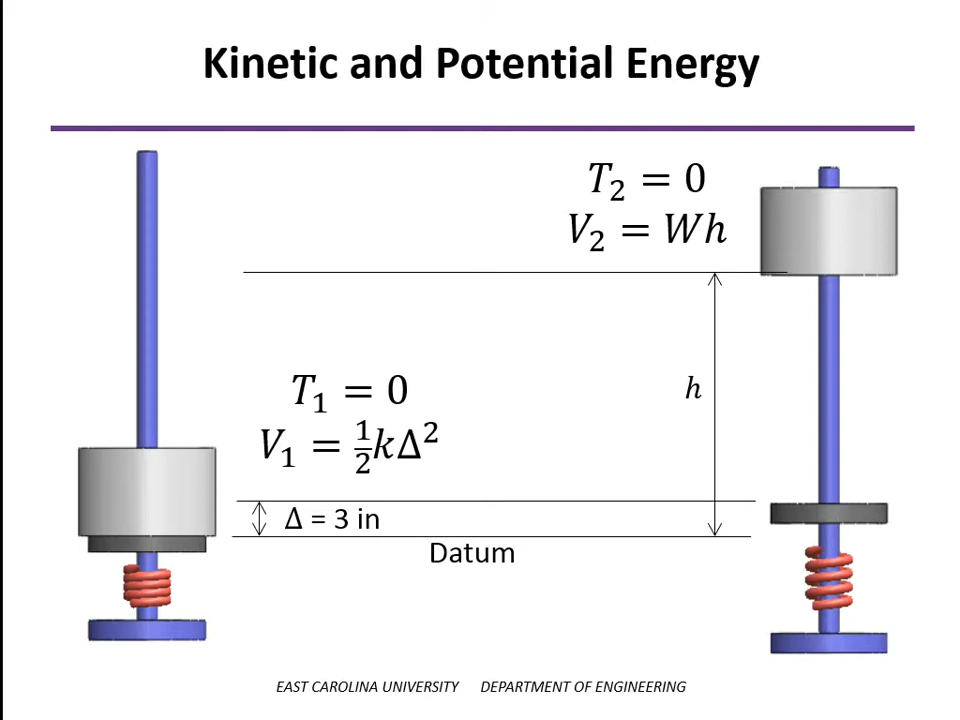 Kinetic and Potential Energy
T₂ = 0
V₂ = Wh
h
T₁ = 0
V₁ = ½kΔ²
Δ = 3 in
Datum
EAST CAROLINA UNIVERSITY DEPARTMENT OF ENGINEERING